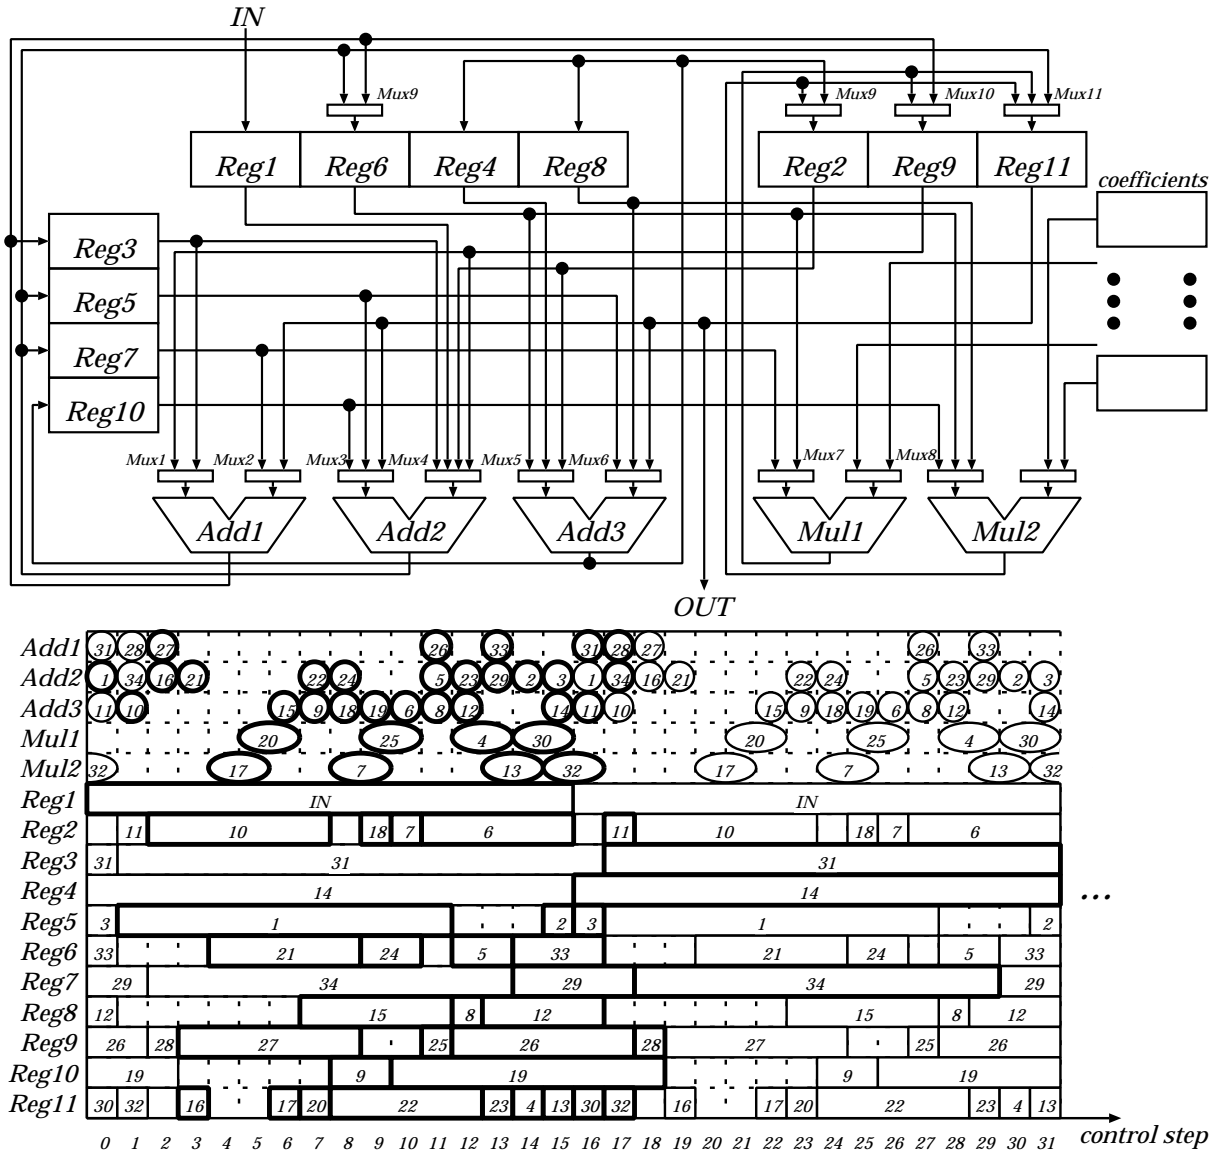 IN
Mux9 Mux9 Mux10 Mux11
Reg1 Reg6 Reg4 Reg8 Reg2 Reg9 Reg11
coefficients
Reg3
Reg5
Reg7
Reg10
Mux1 Mux2 Mux3 Mux4 Mux5 Mux6 Mux7 Mux8
Add1 Add2 Add3 Mul1 Mul2
OUT
Add1 31 28 27 26 33 31 28 27 26 33
Add2 1 34 16 21 22 24 5 23 29 2 3 1 34 16 21 22 24 5 23 29 2 3
Add3 11 10 15 9 18 19 6 8 12 14 11 10 15 9 18 19 6 8 12 14
Mul1 20 25 4 30 20 25 4 30
Mul2 32 17 7 13 32 17 7 13 32
Reg1 IN IN
Reg2 11 10 18 7 6 11 10 18 7 6
Reg3 31 31 31
Reg4 14 14 ...
Reg5 3 1 2 3 1 2
Reg6 33 21 24 5 33 21 24 5 33
Reg7 29 34 29 34 29
Reg8 12 15 8 12 15 8 12
Reg9 26 28 27 25 26 28 27 25 26
Reg10 19 9 19 9 19
Reg11 30 32 16 17 20 22 23 4 13 30 32 16 17 20 22 23 4 13
0 1 2 3 4 5 6 7 8 9 10 11 12 13 14 15 16 17 18 19 20 21 22 23 24 25 26 27 28 29 30 31 control step